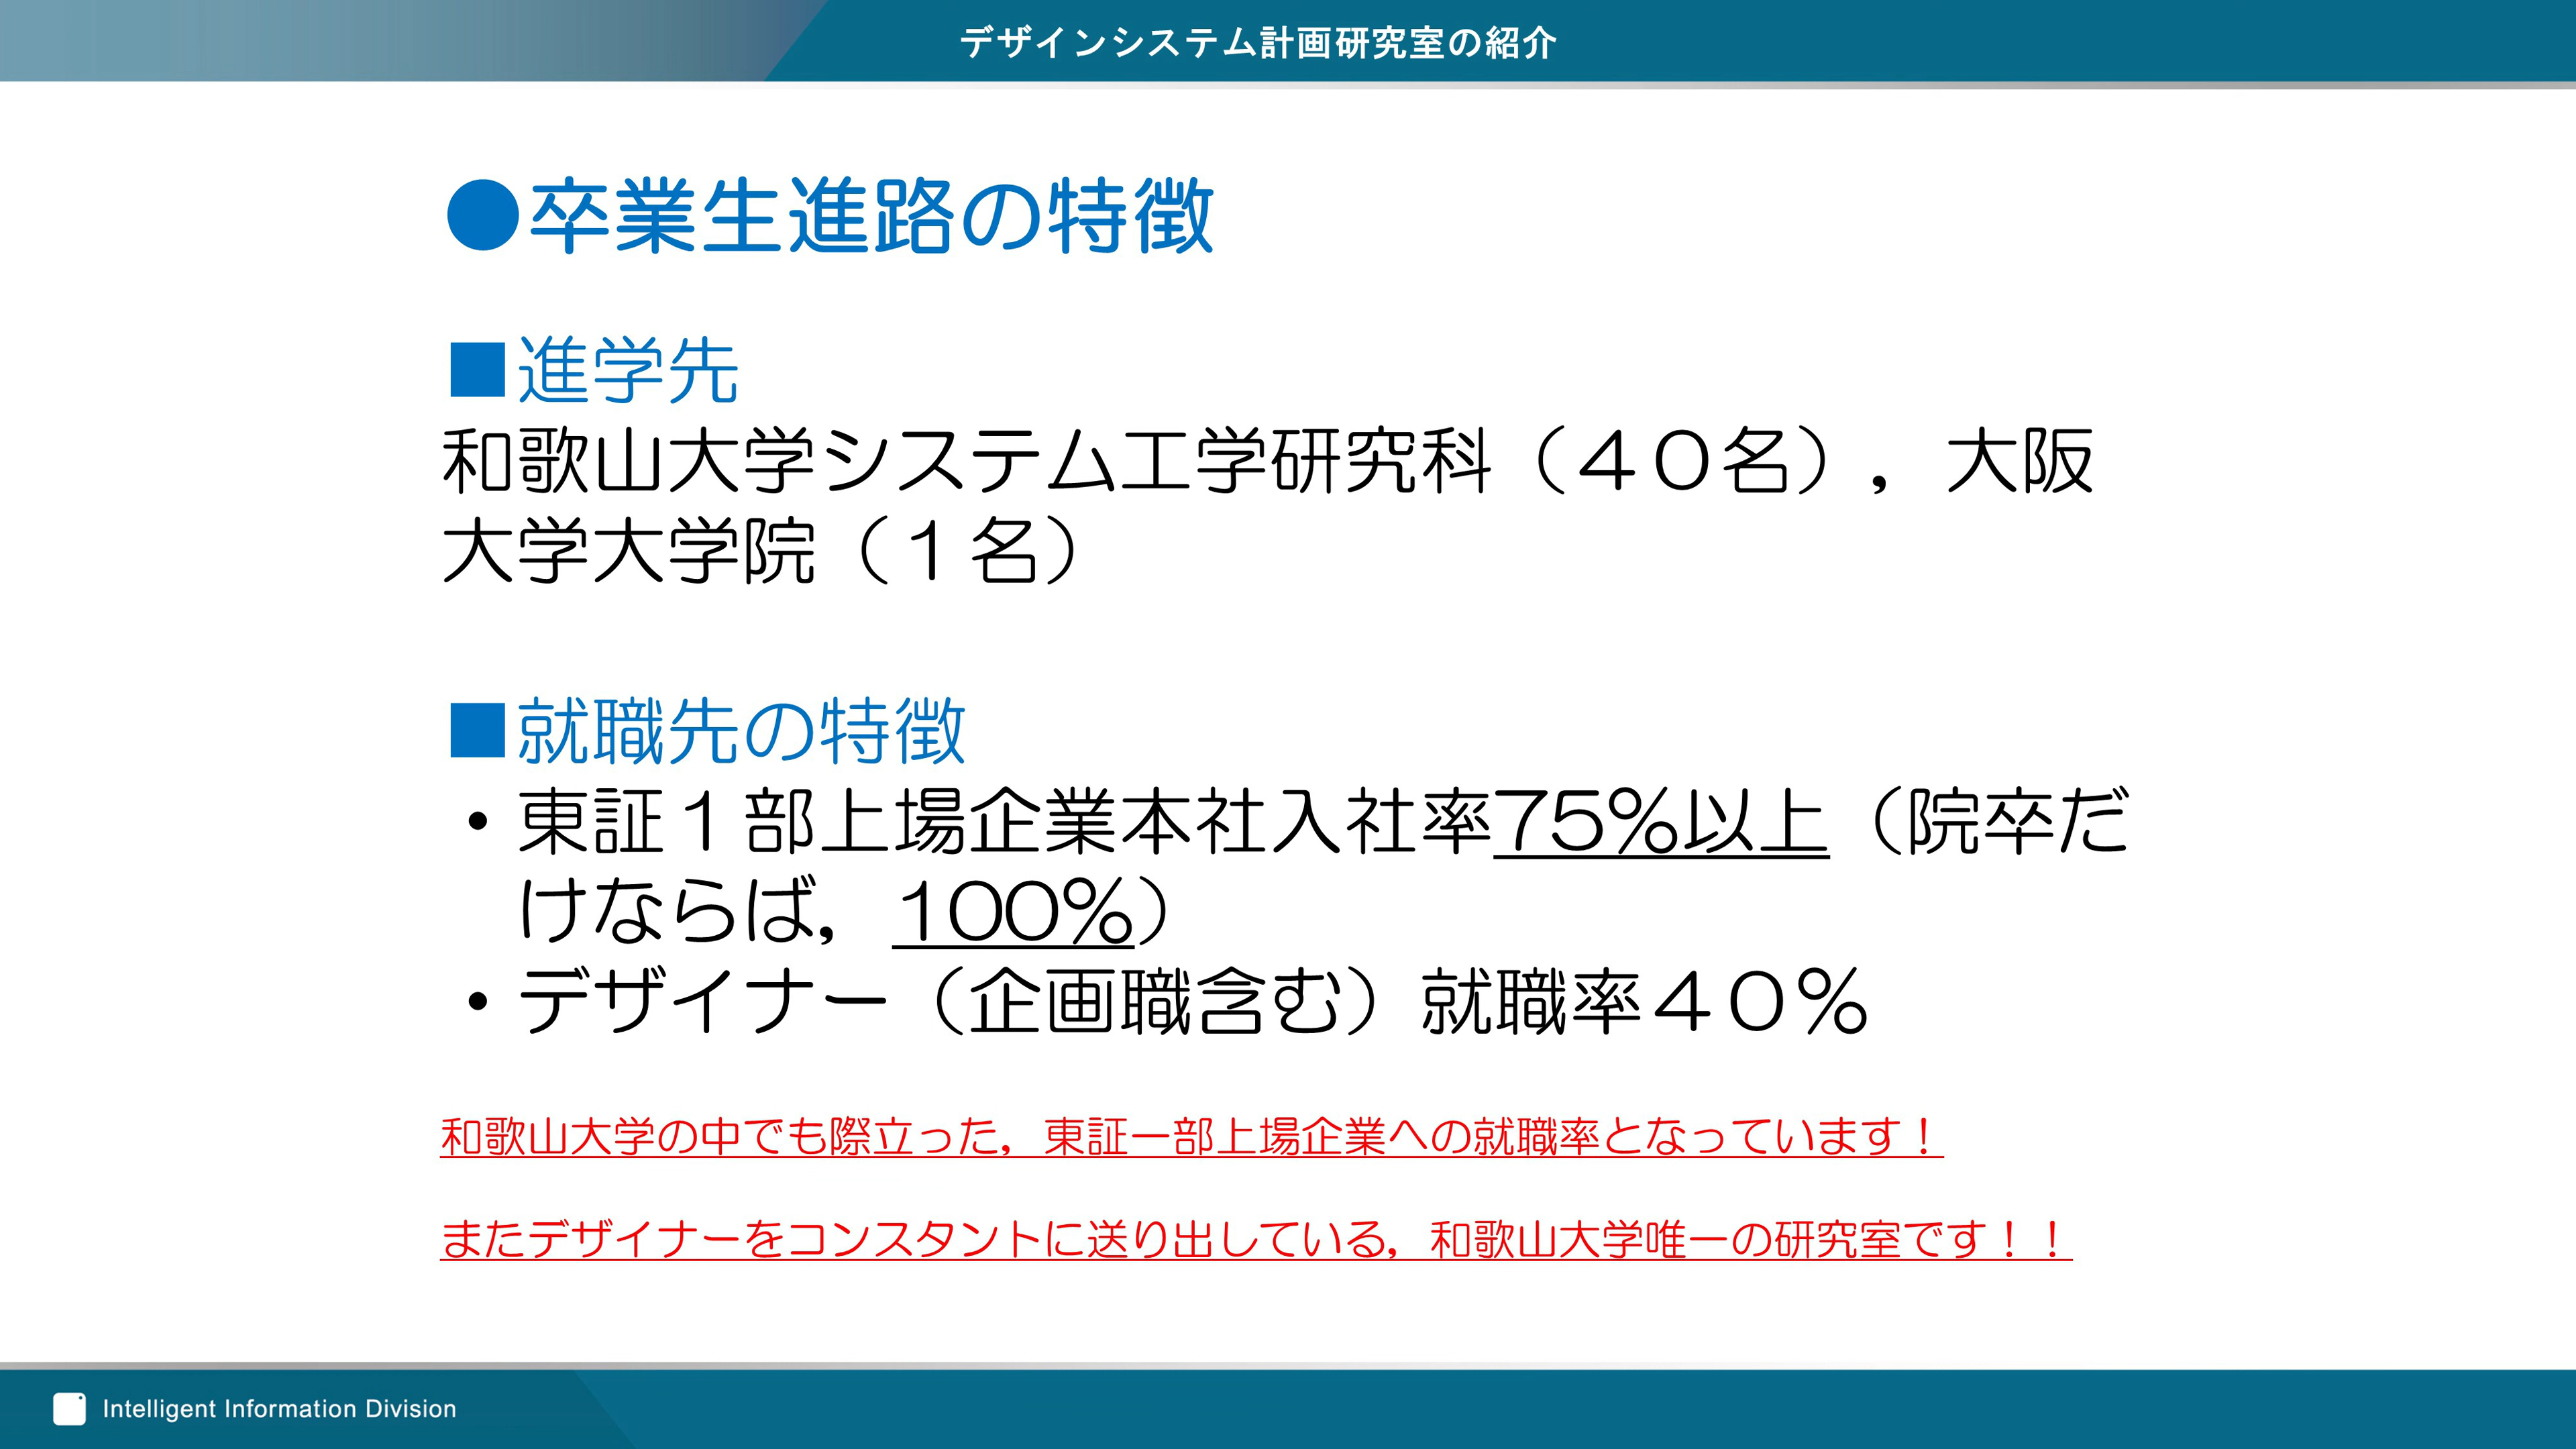 デザインシステム計画研究室の紹介
●卒業生進路の特徴
■進学先
和歌山大学システム工学研究科（４０名），大阪
大学大学院（１名）
■就職先の特徴
・東証１部上場企業本社入社率75%以上（院卒だ
けならば，100%）
・デザイナー（企画職含む）就職率４０％
和歌山大学の中でも際立った，東証一部上場企業への就職率となっています！
またデザイナーをコンスタントに送り出している，和歌山大学唯一の研究室です！！
Intelligent Information Division